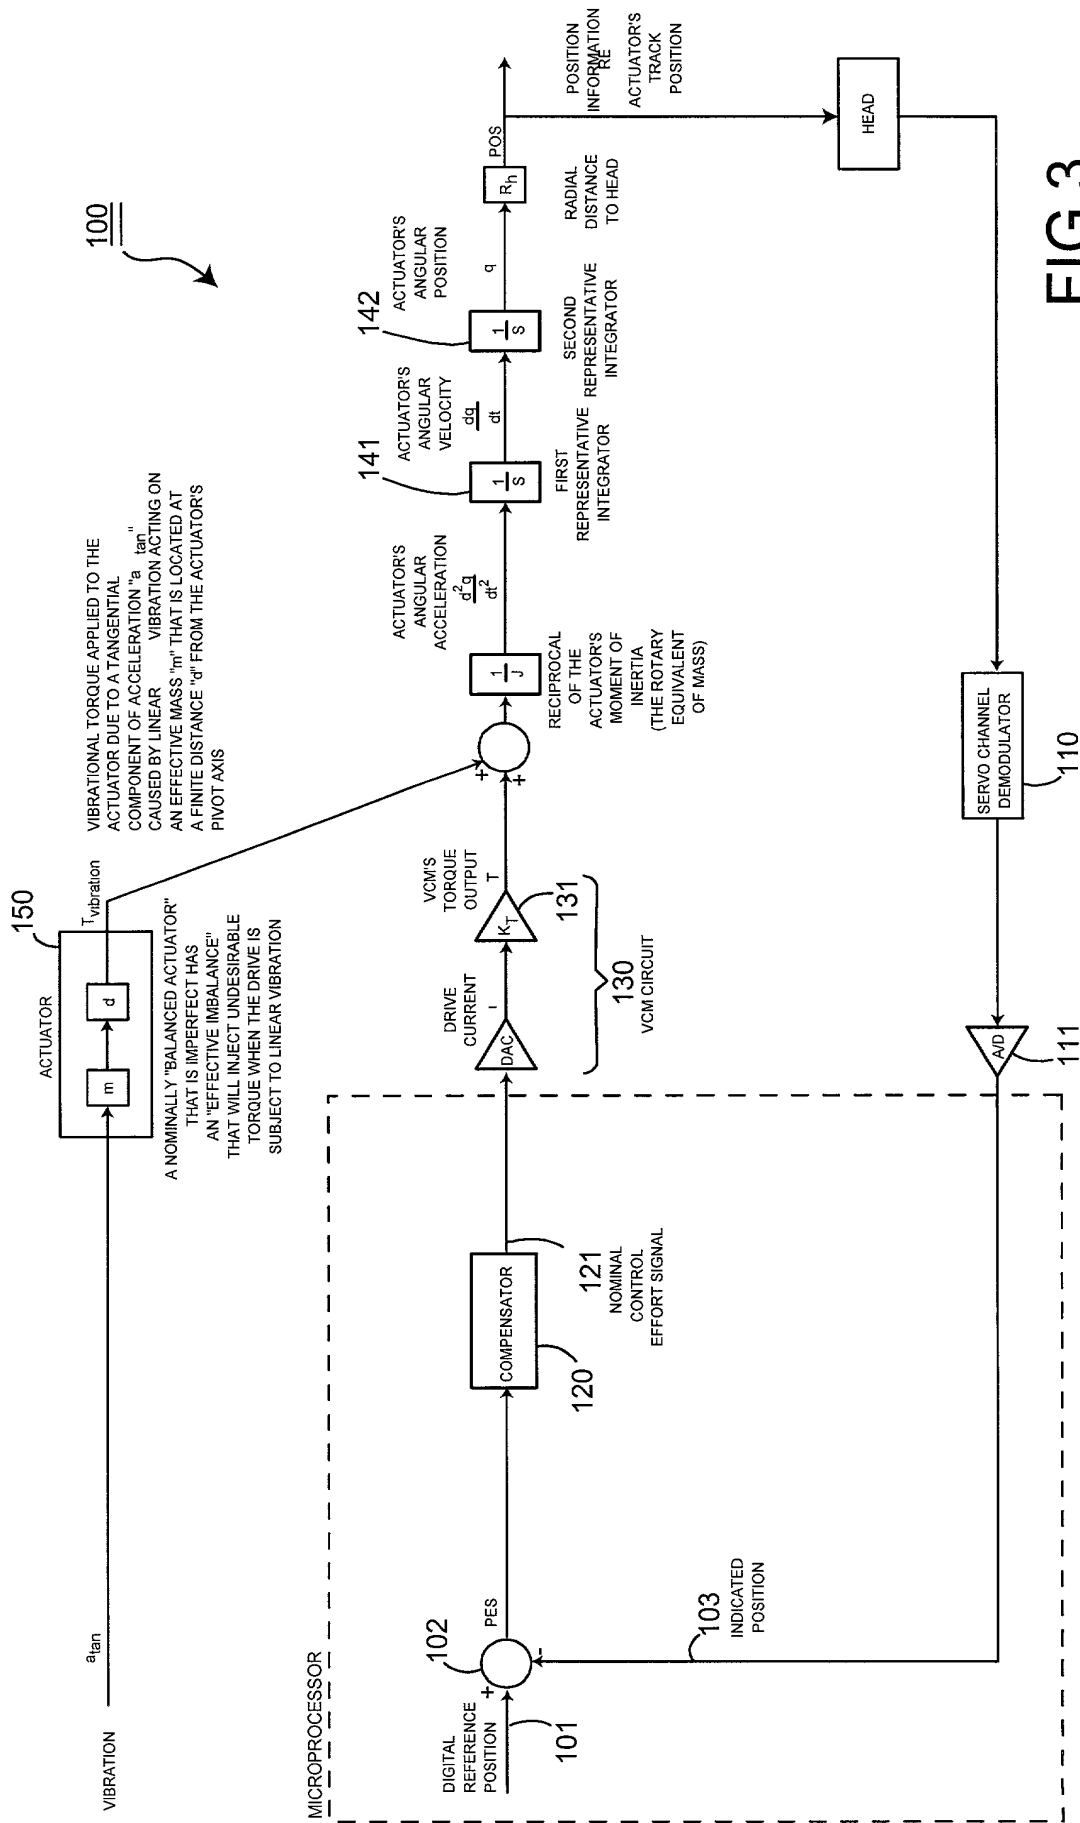 100
VIBRATION
a tan
ACTUATOR
150
m
d
T vibration
VIBRATIONAL TORQUE APPLIED TO THE
ACTUATOR DUE TO A TANGENTIAL
COMPONENT OF ACCELERATION "a tan"
CAUSED BY LINEAR VIBRATION ACTING ON
AN EFFECTIVE MASS "m" THAT IS LOCATED AT
A FINITE DISTANCE "d" FROM THE ACTUATOR'S
PIVOT AXIS
A NOMINALLY "BALANCED ACTUATOR"
THAT IS IMPERFECT HAS
AN "EFFECTIVE IMBALANCE"
THAT WILL INJECT UNDESIRABLE
TORQUE WHEN THE DRIVE IS
SUBJECT TO LINEAR VIBRATION
MICROPROCESSOR
DIGITAL
REFERENCE
POSITION
101
102
+
-
PES
COMPENSATOR
120
121
NOMINAL
CONTROL
EFFORT SIGNAL
103
INDICATED
POSITION
DAC
DRIVE
CURRENT
I
KT
131
VCM'S
TORQUE
OUTPUT
T
130
VCM CIRCUIT
+
+
1
J
RECIPROCAL
OF THE
ACTUATOR'S
MOMENT OF
INERTIA
(THE ROTARY
EQUIVALENT
OF MASS)
ACTUATOR'S
ANGULAR
ACCELERATION
d²q
dt²
141
1
S
FIRST
REPRESENTATIVE
INTEGRATOR
ACTUATOR'S
ANGULAR
VELOCITY
dq
dt
142
1
S
SECOND
REPRESENTATIVE
INTEGRATOR
ACTUATOR'S
ANGULAR
POSITION
q
Rh
RADIAL
DISTANCE
TO HEAD
POS
POSITION
INFORMATION
RE
ACTUATOR'S
TRACK
POSITION
HEAD
SERVO CHANNEL
DEMODULATOR
110
A/D
111
FIG 3